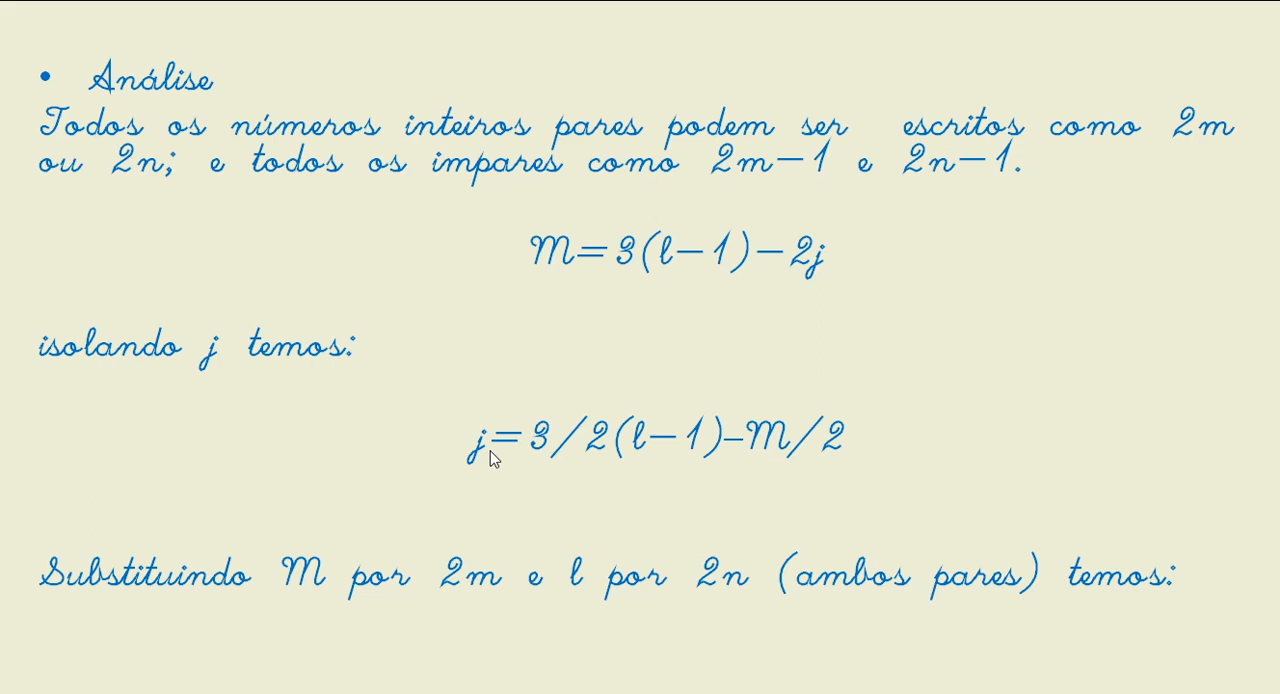 • Análise
Todos os números inteiros pares podem ser escritos como 2m
ou 2n; e todos os impares como 2m-1 e 2n-1.
M=3(l-1)-2j
isolando j temos:
j=3/2(l-1)-M/2
Substituindo M por 2m e l por 2n (ambos pares) temos: